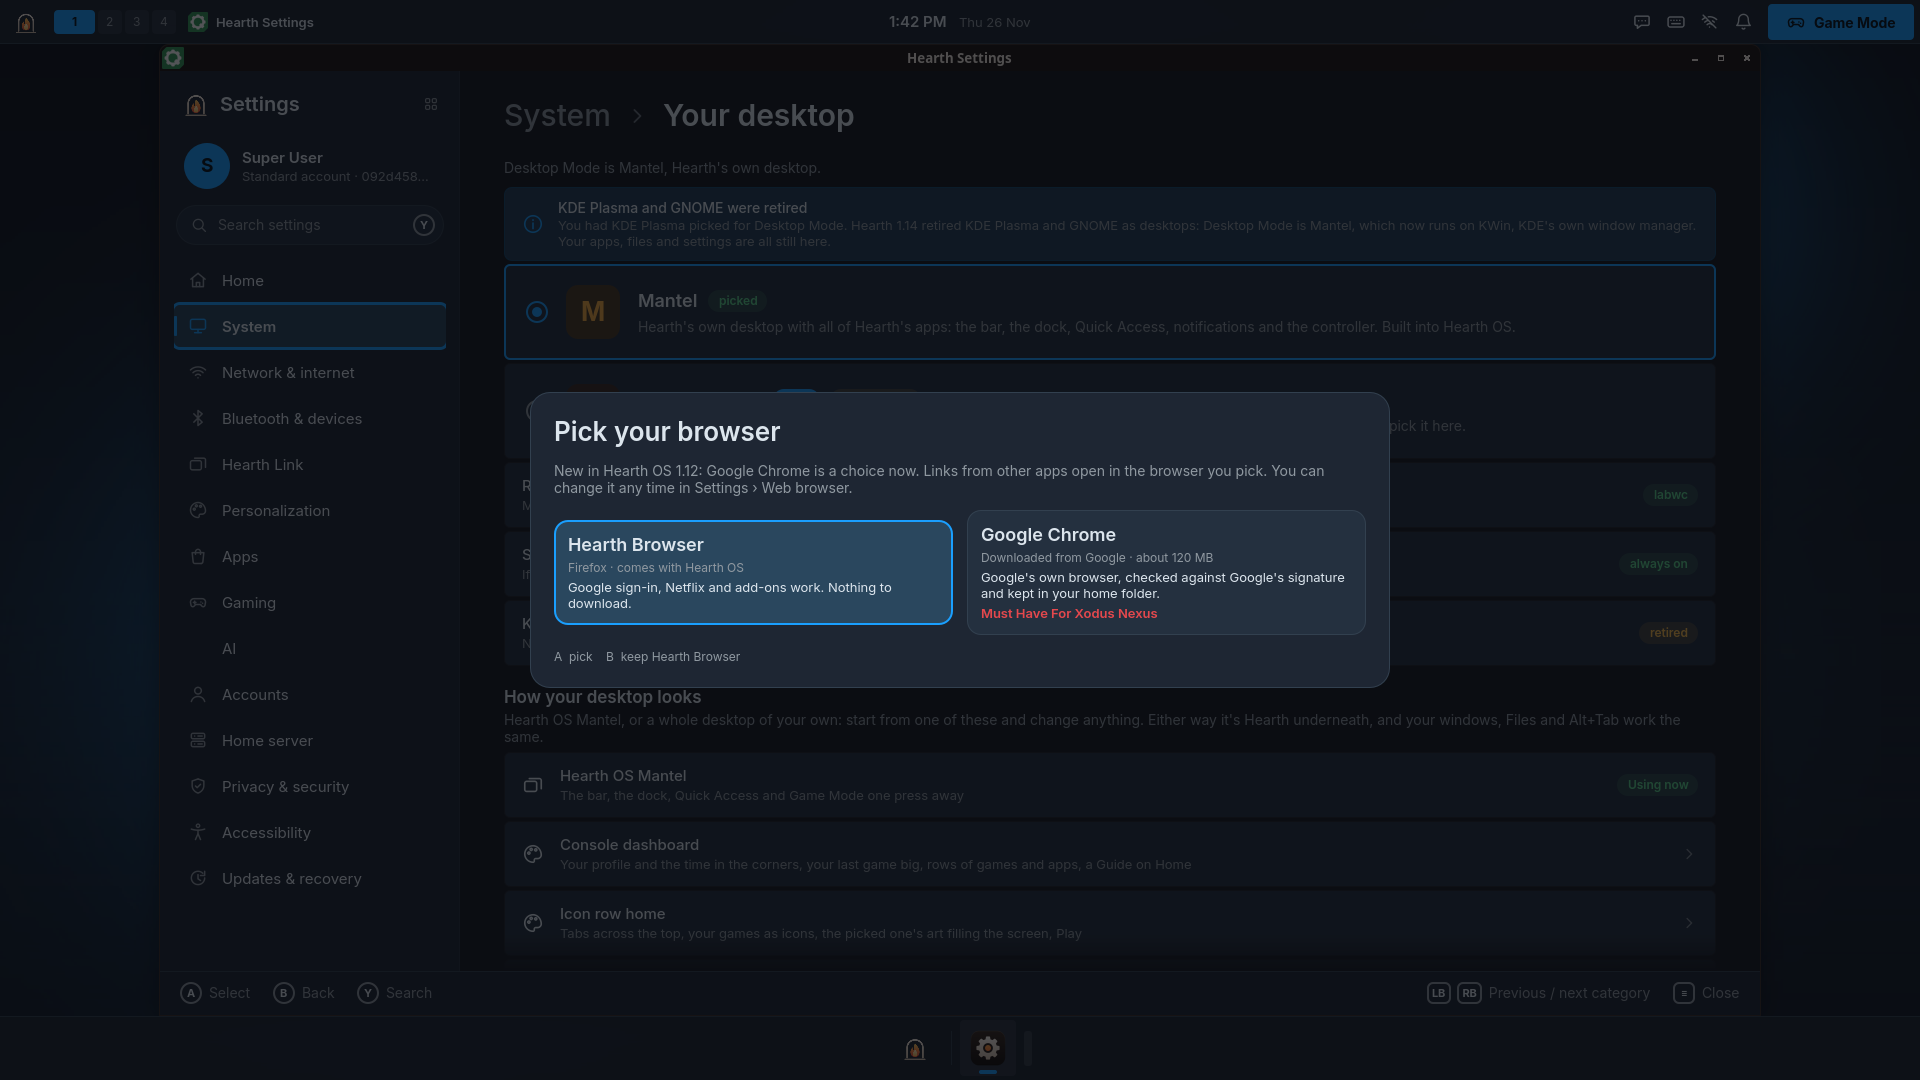 1 2 3 4 Hearth Settings
1:42 PM Thu 26 Nov
Game Mode
Hearth Settings
Settings
S
Super User
Standard account · 092d458...
Search settings Y
Home
System
Network & internet
Bluetooth & devices
Hearth Link
Personalization
Apps
Gaming
AI
Accounts
Home server
Privacy & security
Accessibility
Updates & recovery
System › Your desktop
Desktop Mode is Mantel, Hearth's own desktop.
KDE Plasma and GNOME were retired
You had KDE Plasma picked for Desktop Mode. Hearth 1.14 retired KDE Plasma and GNOME as desktops: Desktop Mode is Mantel, which now runs on KWin, KDE's own window manager.
Your apps, files and settings are all still here.
M
Mantel picked
Hearth's own desktop with all of Hearth's apps: the bar, the dock, Quick Access, notifications and the controller. Built into Hearth OS.
pick it here.
labwc
always on
retired
Pick your browser
New in Hearth OS 1.12: Google Chrome is a choice now. Links from other apps open in the browser you pick. You can
change it any time in Settings › Web browser.
Hearth Browser
Firefox · comes with Hearth OS
Google sign-in, Netflix and add-ons work. Nothing to
download.
Google Chrome
Downloaded from Google · about 120 MB
Google's own browser, checked against Google's signature
and kept in your home folder.
Must Have For Xodus Nexus
A pick B keep Hearth Browser
How your desktop looks
Hearth OS Mantel, or a whole desktop of your own: start from one of these and change anything. Either way it's Hearth underneath, and your windows, Files and Alt+Tab work the
same.
Hearth OS Mantel
The bar, the dock, Quick Access and Game Mode one press away
Using now
Console dashboard
Your profile and the time in the corners, your last game big, rows of games and apps, a Guide on Home
Icon row home
Tabs across the top, your games as icons, the picked one's art filling the screen, Play
A Select B Back Y Search
LB RB Previous / next category ≡ Close